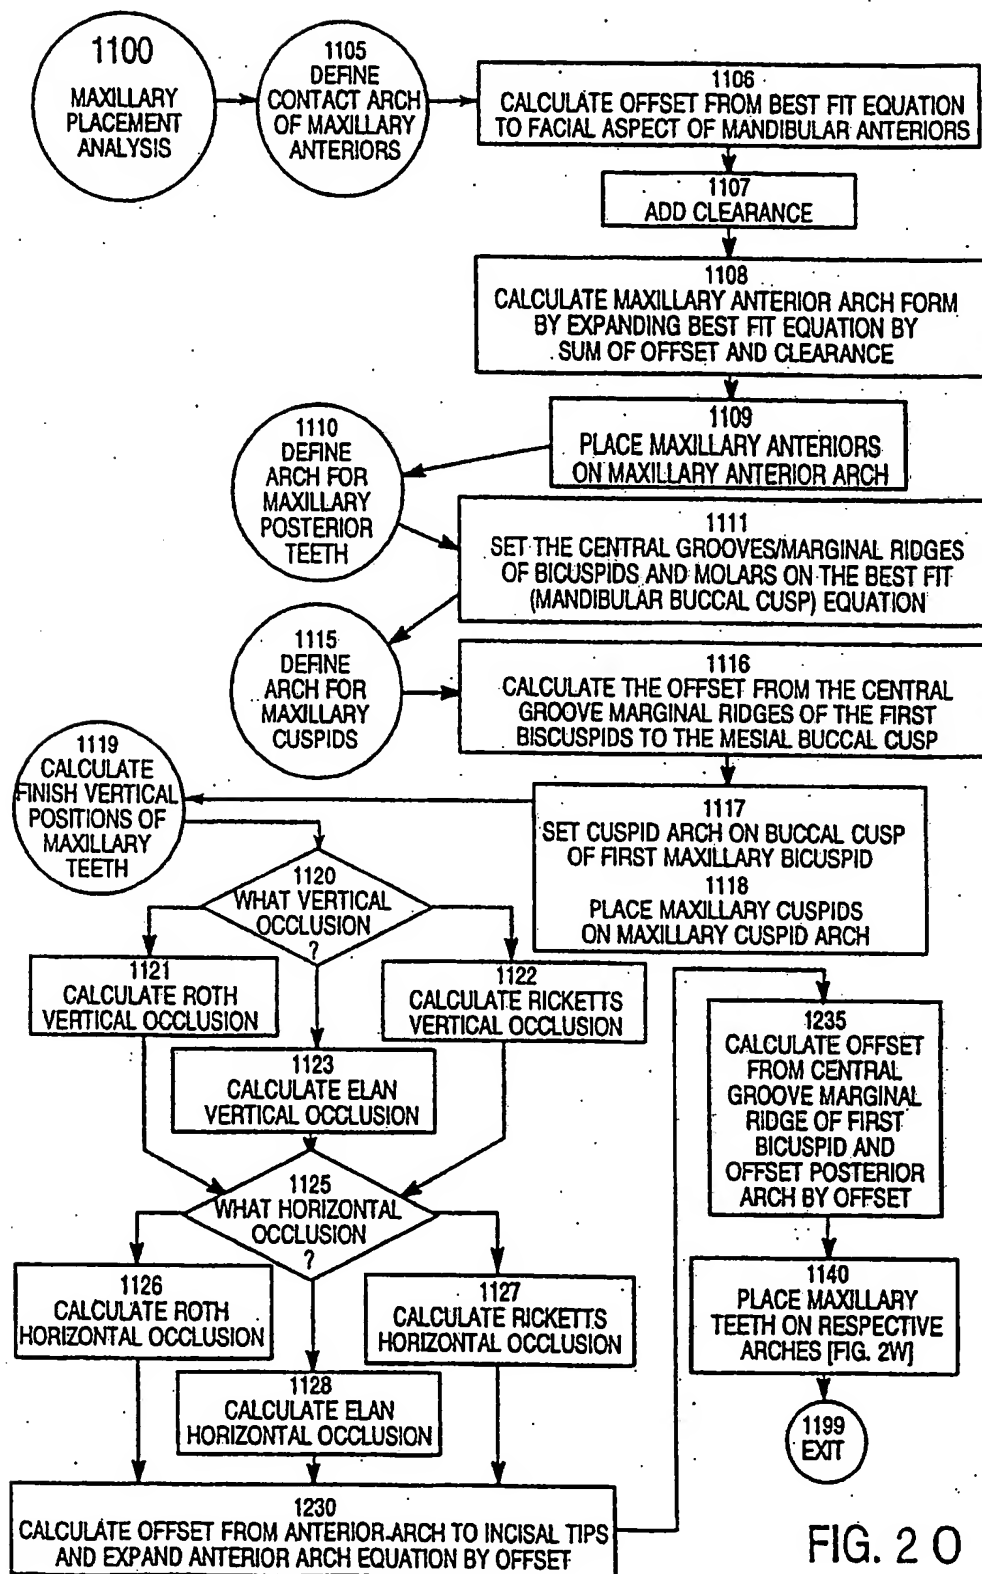 1100
MAXILLARY
PLACEMENT
ANALYSIS
1105
DEFINE
CONTACT ARCH
OF MAXILLARY
ANTERIORS
1106
CALCULATE OFFSET FROM BEST FIT EQUATION
TO FACIAL ASPECT OF MANDIBULAR ANTERIORS
1107
ADD CLEARANCE
1108
CALCULATE MAXILLARY ANTERIOR ARCH FORM
BY EXPANDING BEST FIT EQUATION BY
SUM OF OFFSET AND CLEARANCE
1109
PLACE MAXILLARY ANTERIORS
ON MAXILLARY ANTERIOR ARCH
1110
DEFINE
ARCH FOR
MAXILLARY
POSTERIOR
TEETH
1111
SET THE CENTRAL GROOVES/MARGINAL RIDGES
OF BICUSPIDS AND MOLARS ON THE BEST FIT
(MANDIBULAR BUCCAL CUSP) EQUATION
1115
DEFINE
ARCH FOR
MAXILLARY
CUSPIDS
1116
CALCULATE THE OFFSET FROM THE CENTRAL
GROOVE MARGINAL RIDGES OF THE FIRST
BISCUSPIDS TO THE MESIAL BUCCAL CUSP
1117
SET CUSPID ARCH ON BUCCAL CUSP
OF FIRST MAXILLARY BICUSPID
1118
PLACE MAXILLARY CUSPIDS
ON MAXILLARY CUSPID ARCH
1119
CALCULATE
FINISH VERTICAL
POSITIONS OF
MAXILLARY
TEETH
1120
WHAT VERTICAL
OCCLUSION
?
1121
CALCULATE ROTH
VERTICAL OCCLUSION
1122
CALCULATE RICKETTS
VERTICAL OCCLUSION
1123
CALCULATE ELAN
VERTICAL OCCLUSION
1125
WHAT HORIZONTAL
OCCLUSION
?
1126
CALCULATE ROTH
HORIZONTAL OCCLUSION
1127
CALCULATE RICKETTS
HORIZONTAL OCCLUSION
1128
CALCULATE ELAN
HORIZONTAL OCCLUSION
1230
CALCULATE OFFSET FROM ANTERIOR-ARCH TO INCISAL TIPS
AND EXPAND ANTERIOR ARCH EQUATION BY OFFSET
1235
CALCULATE OFFSET
FROM CENTRAL
GROOVE MARGINAL
RIDGE OF FIRST
BICUSPID AND
OFFSET POSTERIOR
ARCH BY OFFSET
1140
PLACE MAXILLARY
TEETH ON RESPECTIVE
ARCHES [FIG. 2W]
1199
EXIT
FIG. 2 O